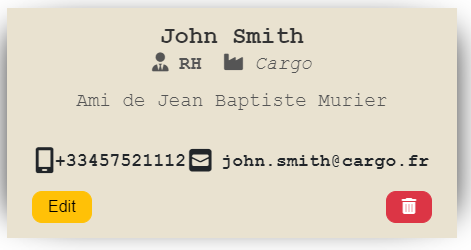 John Smith
RH Cargo
Ami de Jean Baptiste Murier
+33457521112 john.smith@cargo.fr
Edit